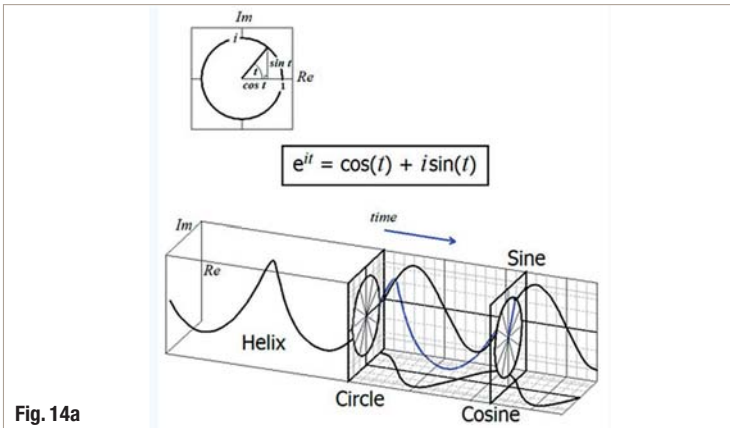 Im
i
sin t
t
Re
cos t
1
e^{it} = cos(t) + i sin(t)
time
Im
Sine
Re
Helix
Circle
Cosine
Fig. 14a